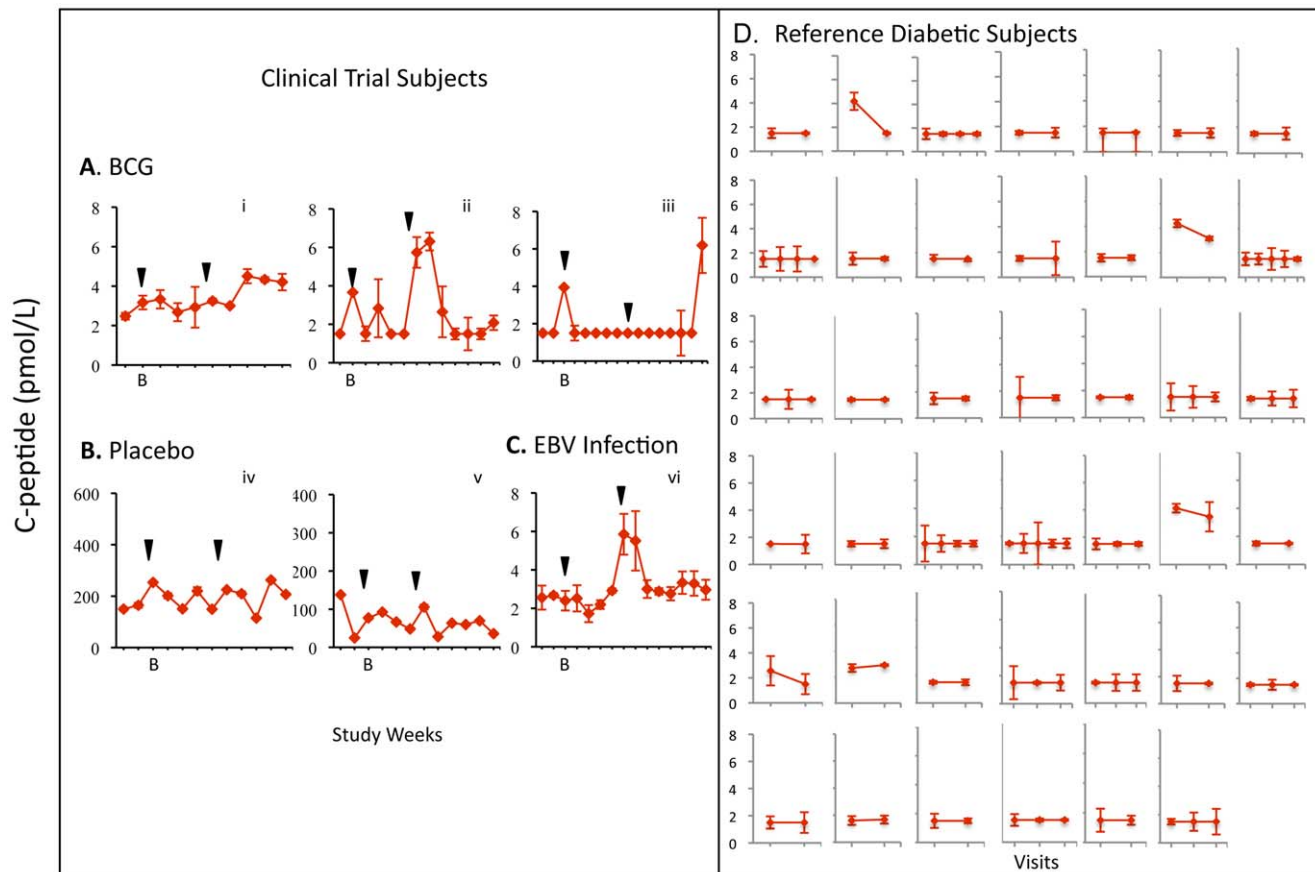 Clinical Trial Subjects
C-peptide (pmol/L)
A. BCG
i
8
6
4
2
0
B
ii
8
6
4
2
0
B
iii
8
6
4
2
0
B
B. Placebo
iv
600
400
200
0
B
v
400
300
200
100
0
B
C. EBV Infection
vi
8
6
4
2
0
B
Study Weeks
D. Reference Diabetic Subjects
8
6
4
2
0
8
6
4
2
0
8
6
4
2
0
8
6
4
2
0
8
6
4
2
0
8
6
4
2
0
Visits